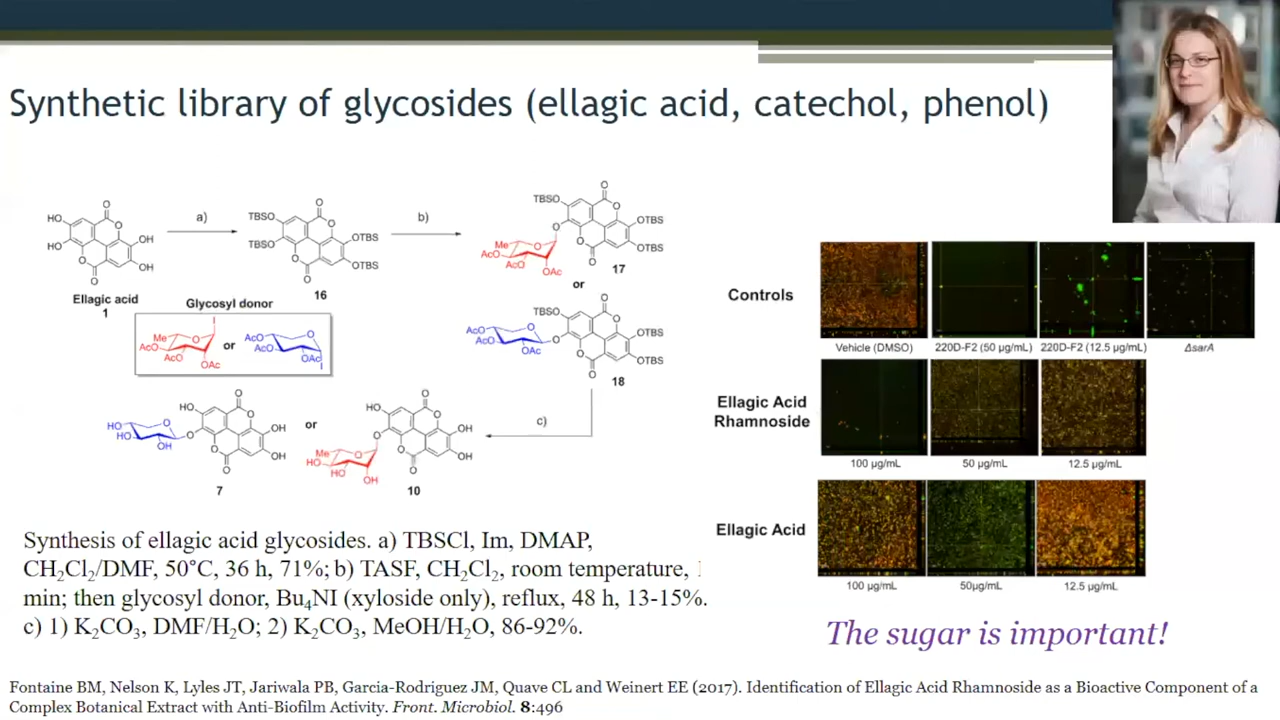 Synthetic library of glycosides (ellagic acid, catechol, phenol)
HO
HO
O
O
OH
OH
O
O
Ellagic acid
1
a)
TBSO
TBSO
O
O
OTBS
OTBS
O
O
16
b)
TBSO
O
O
OTBS
OTBS
O
O
O
Me
O
AcO
AcO
OAc
17
or
TBSO
O
O
OTBS
OTBS
O
O
O
O
AcO
AcO
OAc
18
Glycosyl donor
I
Me
O
AcO
AcO
OAc
or
AcO
AcO
O
OAc
I
c)
HO
O
O
OH
OH
O
O
O
O
HO
HO
OH
7
or
HO
O
O
OH
OH
O
O
O
Me
O
HO
HO
OH
10
Controls
Vehicle (DMSO)
220D-F2 (50 µg/mL)
220D-F2 (12.5 µg/mL)
ΔsarA
Ellagic Acid
Rhamnoside
100 µg/mL
50 µg/mL
12.5 µg/mL
Ellagic Acid
100 µg/mL
50µg/mL
12.5 µg/mL
Synthesis of ellagic acid glycosides. a) TBSCl, Im, DMAP,
CH₂Cl₂/DMF, 50°C, 36 h, 71%; b) TASF, CH₂Cl₂, room temperature,
min; then glycosyl donor, Bu₄NI (xyloside only), reflux, 48 h, 13-15%.
c) 1) K₂CO₃, DMF/H₂O; 2) K₂CO₃, MeOH/H₂O, 86-92%.
The sugar is important!
Fontaine BM, Nelson K, Lyles JT, Jariwala PB, Garcia-Rodriguez JM, Quave CL and Weinert EE (2017). Identification of Ellagic Acid Rhamnoside as a Bioactive Component of a
Complex Botanical Extract with Anti-Biofilm Activity. Front. Microbiol. 8:496